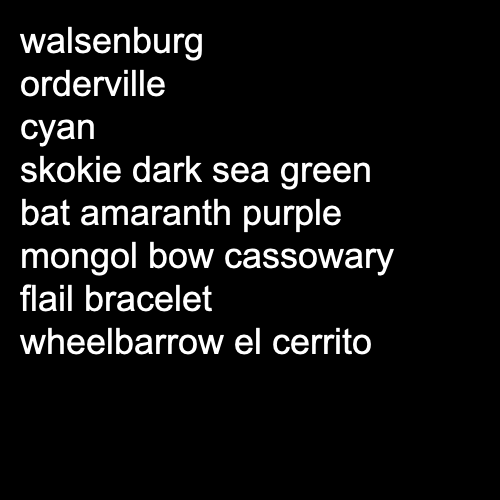 walsenburg
orderville
cyan
skokie dark sea green
bat amaranth purple
mongol bow cassowary
flail bracelet
wheelbarrow el cerrito